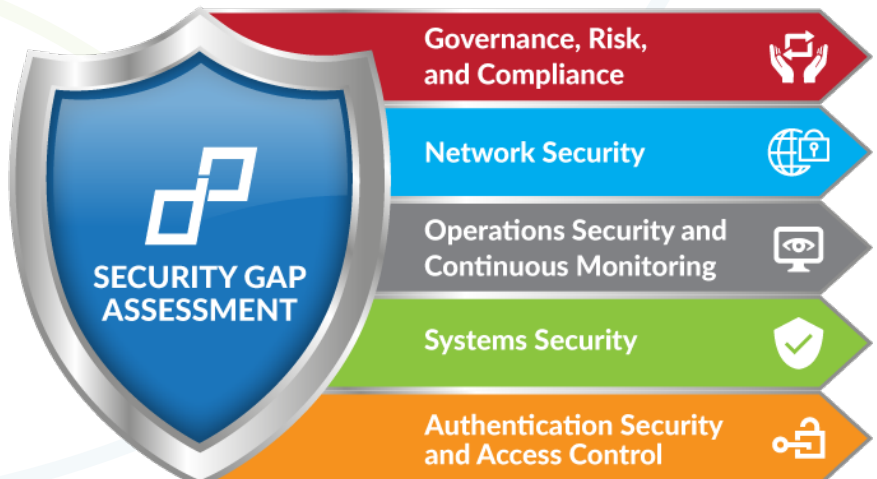 SECURITY GAP
ASSESSMENT
Governance, Risk,
and Compliance
Network Security
Operations Security and
Continuous Monitoring
Systems Security
Authentication Security
and Access Control